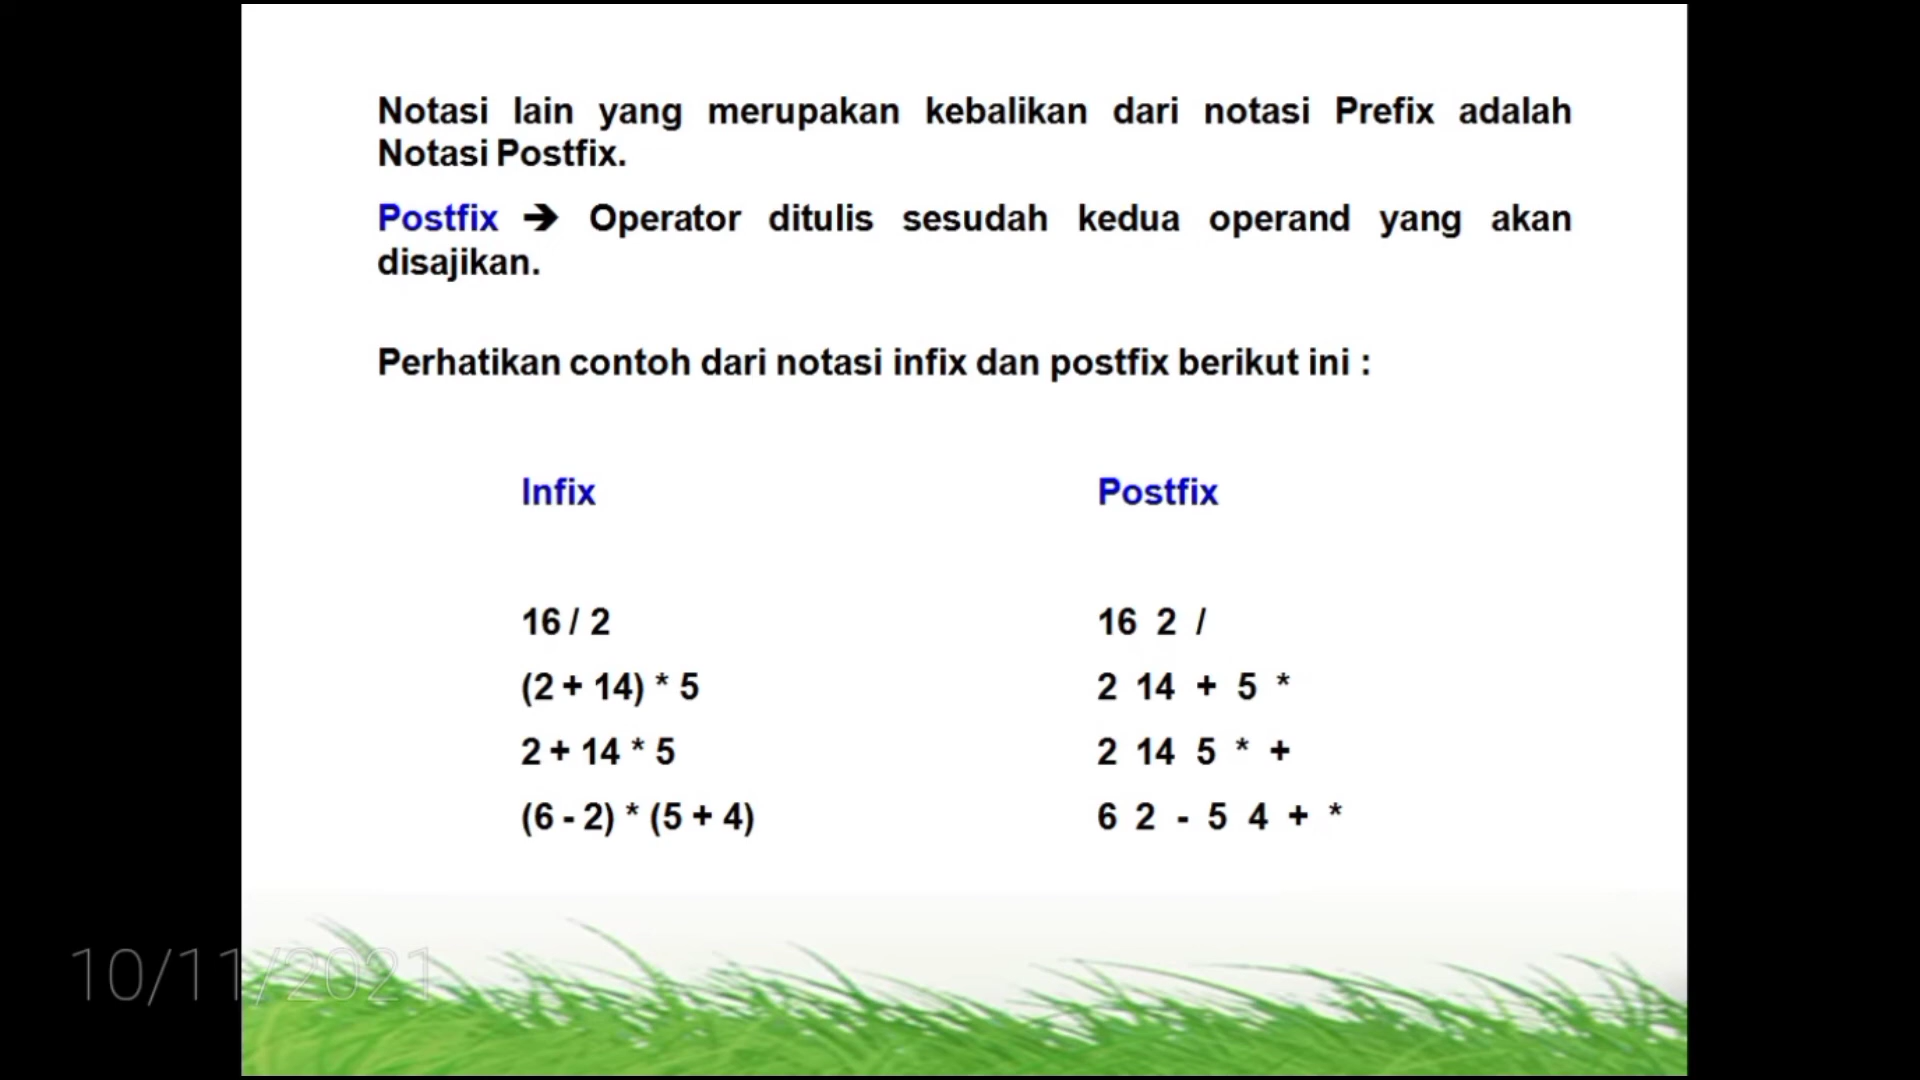 Notasi lain yang merupakan kebalikan dari notasi Prefix adalah
Notasi Postfix.
Postfix ➔ Operator ditulis sesudah kedua operand yang akan
disajikan.
Perhatikan contoh dari notasi infix dan postfix berikut ini :
Infix Postfix
16 / 2 16 2 /
(2 + 14) * 5 2 14 + 5 *
2 + 14 * 5 2 14 5 * +
(6 - 2) * (5 + 4) 6 2 - 5 4 + *
10/11/2021